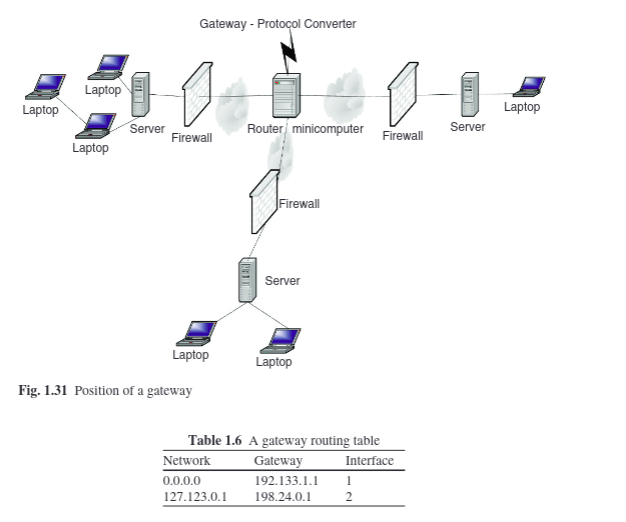 Gateway - Protocol Converter
Laptop
Laptop
Laptop
Server
Firewall
Router / minicomputer
Firewall
Server
Laptop
Firewall
Server
Laptop
Laptop
Fig. 1.31 Position of a gateway
Table 1.6 A gateway routing table
Network Gateway Interface
0.0.0.0 192.133.1.1 1
127.123.0.1 198.24.0.1 2